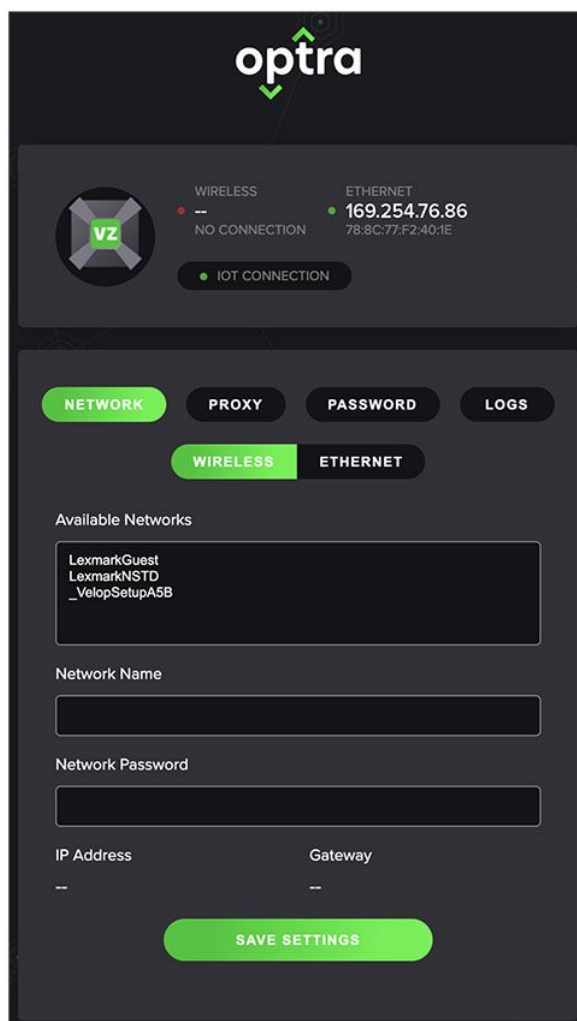 optra
WIRELESS
--
NO CONNECTION
ETHERNET
169.254.76.86
78:8C:77:F2:40:1E
VZ
IOT CONNECTION
NETWORK PROXY PASSWORD LOGS
WIRELESS ETHERNET
Available Networks
LexmarkGuest
LexmarkNSTD
_VelopSetupA5B
Network Name
Network Password
IP Address Gateway
-- --
SAVE SETTINGS